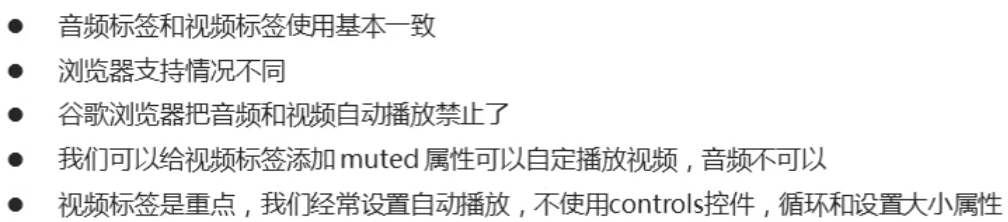 ● 音频标签和视频标签使用基本一致
● 浏览器支持情况不同
● 谷歌浏览器把音频和视频自动播放禁止了
● 我们可以给视频标签添加 muted 属性可以自定播放视频，音频不可以
● 视频标签是重点，我们经常设置自动播放，不使用controls控件，循环和设置大小属性